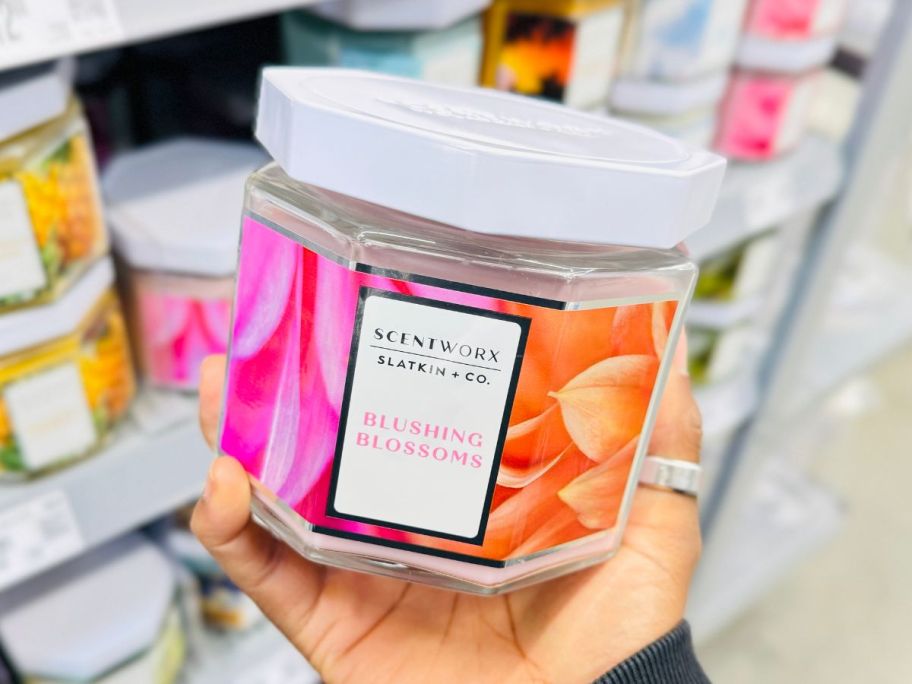 SCENTWORX
SLATKIN + CO.
BLUSHING
BLOSSOMS